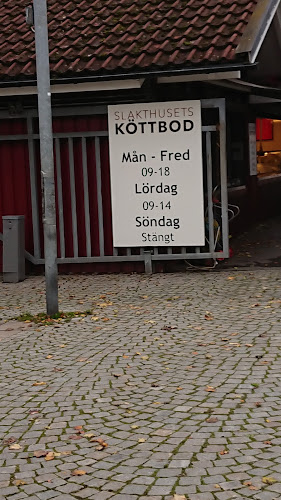 SLAKTHUSETS
KÖTTBOD
Mån - Fred
09-18
Lördag
09-14
Söndag
Stängt